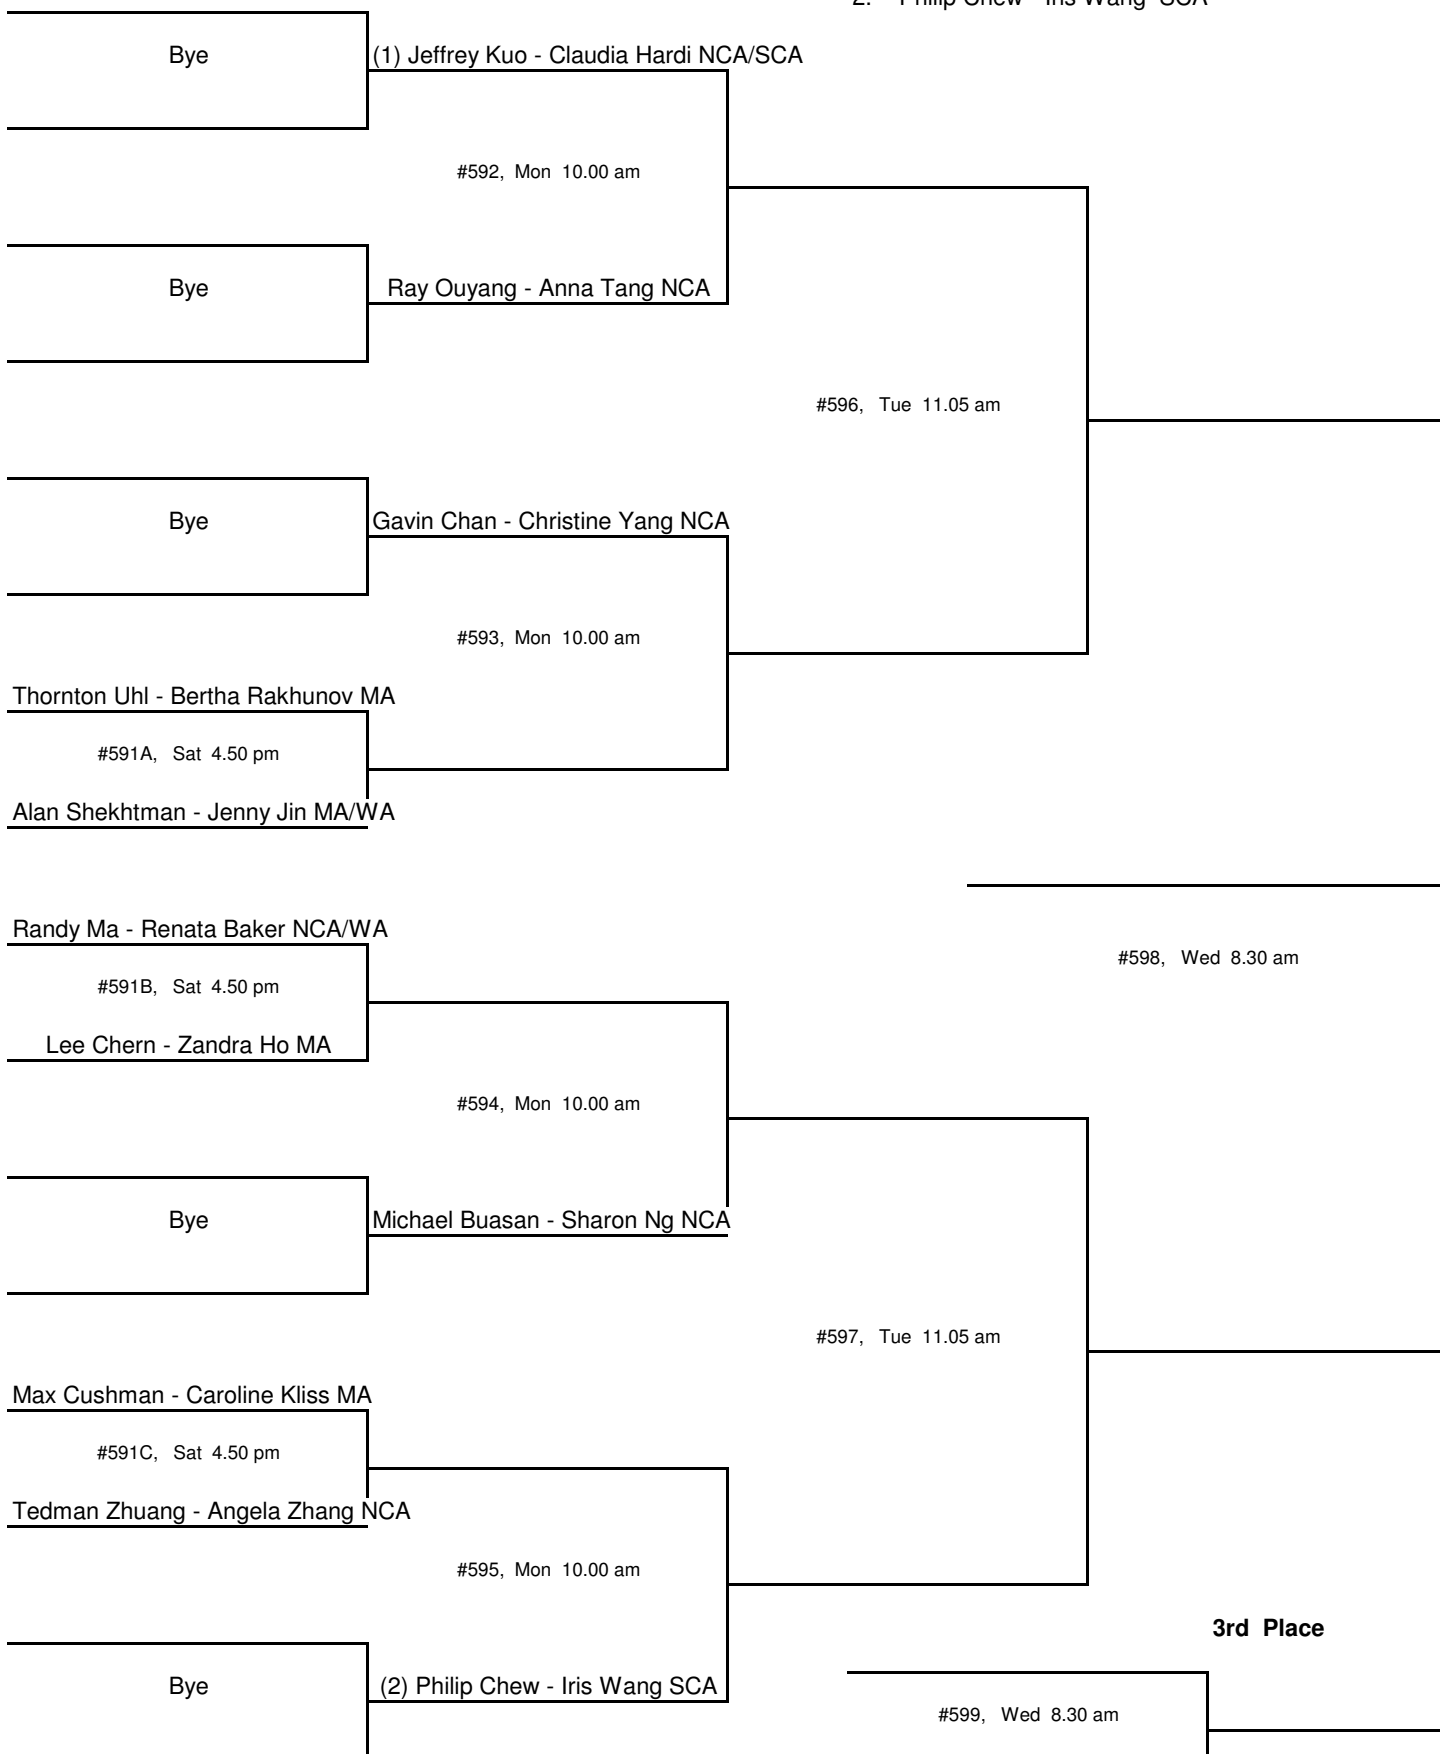 2. Philip Chew - Iris Wang SCA
Bye
(1) Jeffrey Kuo - Claudia Hardi NCA/SCA
#592, Mon 10.00 am
Bye
Ray Ouyang - Anna Tang NCA
#596, Tue 11.05 am
Bye
Gavin Chan - Christine Yang NCA
#593, Mon 10.00 am
Thornton Uhl - Bertha Rakhunov MA
#591A, Sat 4.50 pm
Alan Shekhtman - Jenny Jin MA/WA
Randy Ma - Renata Baker NCA/WA
#598, Wed 8.30 am
#591B, Sat 4.50 pm
Lee Chern - Zandra Ho MA
#594, Mon 10.00 am
Bye
Michael Buasan - Sharon Ng NCA
#597, Tue 11.05 am
Max Cushman - Caroline Kliss MA
#591C, Sat 4.50 pm
Tedman Zhuang - Angela Zhang NCA
#595, Mon 10.00 am
3rd Place
Bye
(2) Philip Chew - Iris Wang SCA
#599, Wed 8.30 am